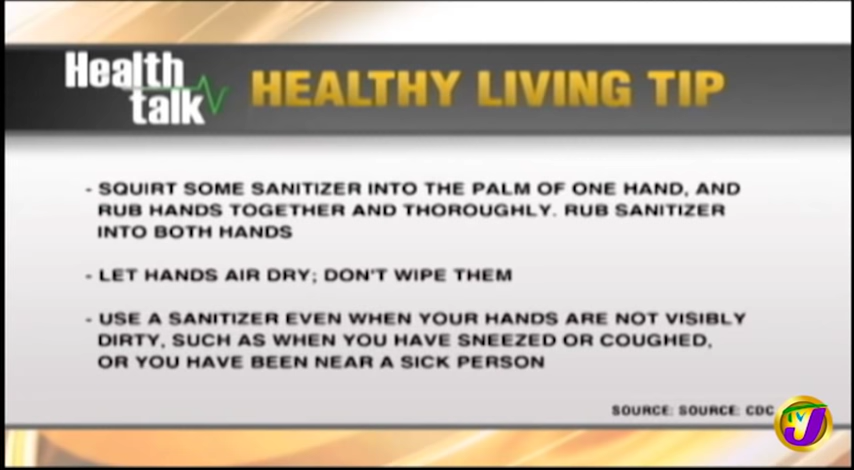 Health
talk
HEALTHY LIVING TIP
- SQUIRT SOME SANITIZER INTO THE PALM OF ONE HAND, AND
RUB HANDS TOGETHER AND THOROUGHLY. RUB SANITIZER
INTO BOTH HANDS
- LET HANDS AIR DRY; DON'T WIPE THEM
- USE A SANITIZER EVEN WHEN YOUR HANDS ARE NOT VISIBLY
DIRTY, SUCH AS WHEN YOU HAVE SNEEZED OR COUGHED,
OR YOU HAVE BEEN NEAR A SICK PERSON
SOURCE: SOURCE: CDC
TVJ